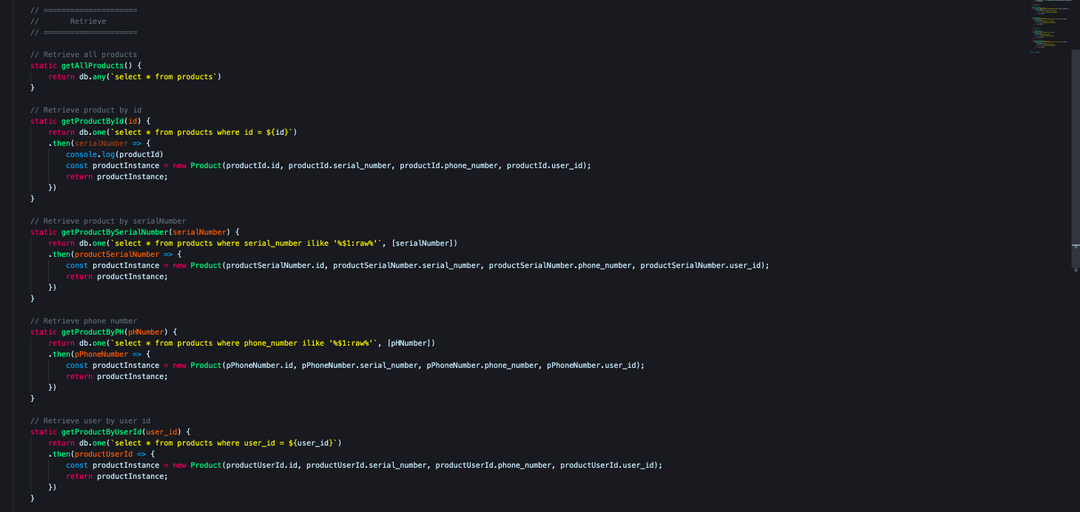 // =====================
//       Retrieve
// =====================
// Retrieve all products
static getAllProducts() {
return db.any(`select * from products`)
}
// Retrieve product by id
static getProductById(id) {
return db.one(`select * from products where id = ${id}`)
.then(serialNumber => {
console.log(productId)
const productInstance = new Product(productId.id, productId.serial_number, productId.phone_number, productId.user_id);
return productInstance;
})
}
// Retrieve product by serialNumber
static getProductBySerialNumber(serialNumber) {
return db.one(`select * from products where serial_number ilike '%$1:raw%'`, [serialNumber])
.then(productSerialNumber => {
const productInstance = new Product(productSerialNumber.id, productSerialNumber.serial_number, productSerialNumber.phone_number, productSerialNumber.user_id);
return productInstance;
})
}
// Retrieve phone number
static getProductByPH(pHNumber) {
return db.one(`select * from products where phone_number ilike '%$1:raw%'`, [pHNumber])
.then(pPhoneNumber => {
const productInstance = new Product(pPhoneNumber.id, pPhoneNumber.serial_number, pPhoneNumber.phone_number, pPhoneNumber.user_id);
return productInstance;
})
}
// Retrieve user by user id
static getProductByUserId(user_id) {
return db.one(`select * from products where user_id = ${user_id}`)
.then(productUserId => {
const productInstance = new Product(productUserId.id, productUserId.serial_number, productUserId.phone_number, productUserId.user_id);
return productInstance;
})
}